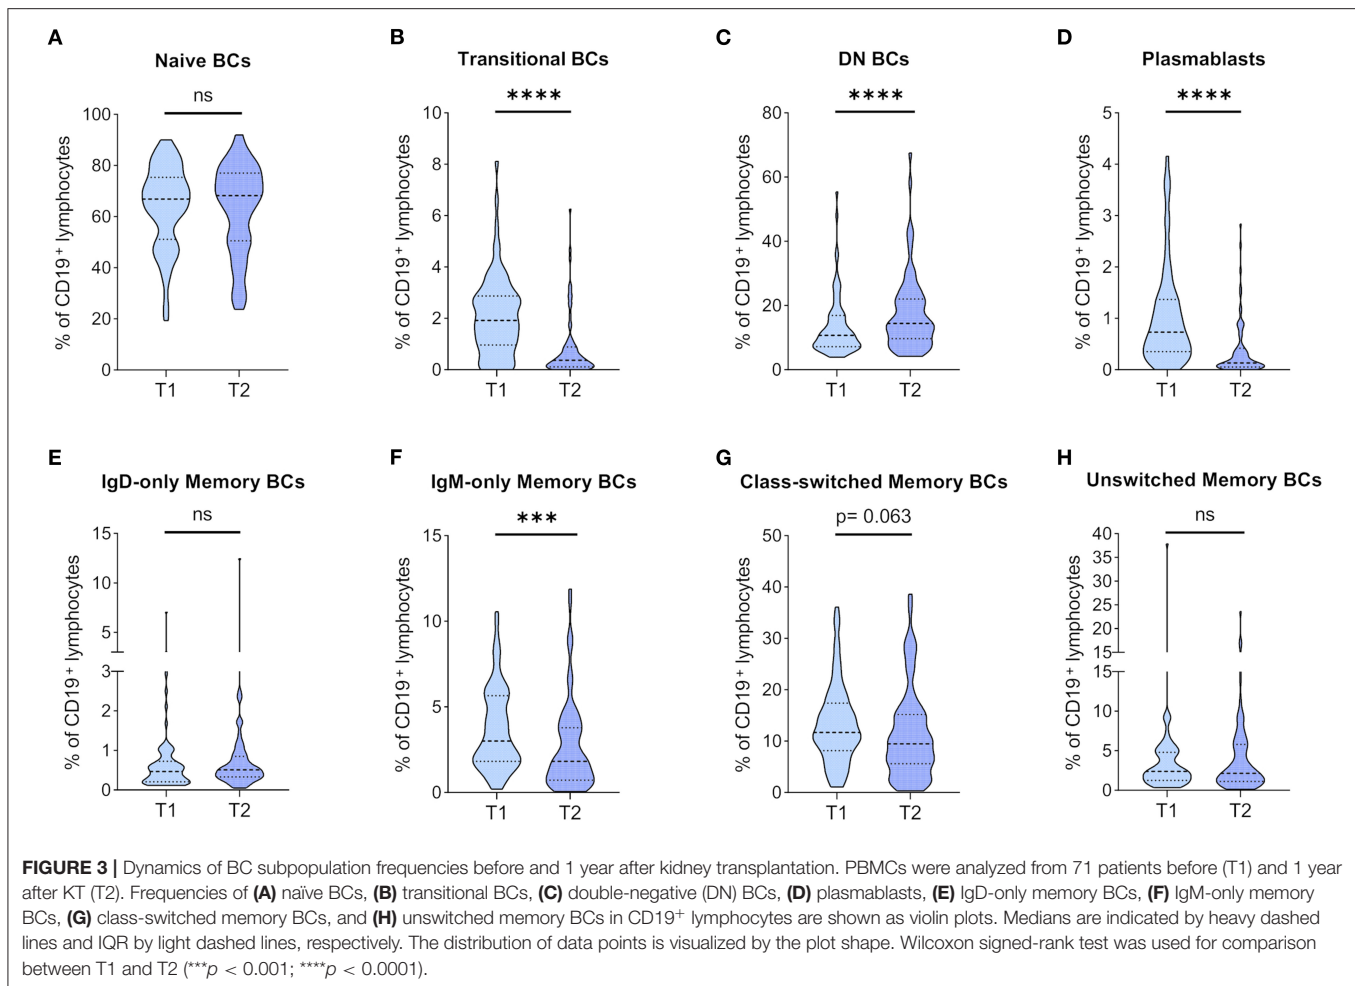 A
Naive BCs
ns
% of CD19+ lymphocytes
100
80
60
40
20
0
T1
T2
B
Transitional BCs
****
% of CD19+ lymphocytes
10
8
6
4
2
0
T1
T2
C
DN BCs
****
% of CD19+ lymphocytes
80
60
40
20
0
T1
T2
D
Plasmablasts
****
% of CD19+ lymphocytes
5
4
3
2
1
0
T1
T2
E
IgD-only Memory BCs
ns
% of CD19+ lymphocytes
15
10
5
3
2
1
0
T1
T2
F
IgM-only Memory BCs
***
% of CD19+ lymphocytes
15
10
5
0
T1
T2
G
Class-switched Memory BCs
p= 0.063
% of CD19+ lymphocytes
50
40
30
20
10
0
T1
T2
H
Unswitched Memory BCs
ns
% of CD19+ lymphocytes
40
35
30
25
20
15
15
10
5
0
T1
T2
FIGURE 3 | Dynamics of BC subpopulation frequencies before and 1 year after kidney transplantation. PBMCs were analyzed from 71 patients before (T1) and 1 year
after KT (T2). Frequencies of (A) naïve BCs, (B) transitional BCs, (C) double-negative (DN) BCs, (D) plasmablasts, (E) IgD-only memory BCs, (F) IgM-only memory
BCs, (G) class-switched memory BCs, and (H) unswitched memory BCs in CD19+ lymphocytes are shown as violin plots. Medians are indicated by heavy dashed
lines and IQR by light dashed lines, respectively. The distribution of data points is visualized by the plot shape. Wilcoxon signed-rank test was used for comparison
between T1 and T2 (***p < 0.001; ****p < 0.0001).